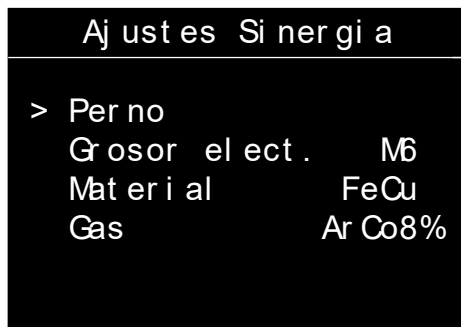 Ajustes Sinergia
> Perno
Grosor elect. M6
Material FeCu
Gas ArCo8%